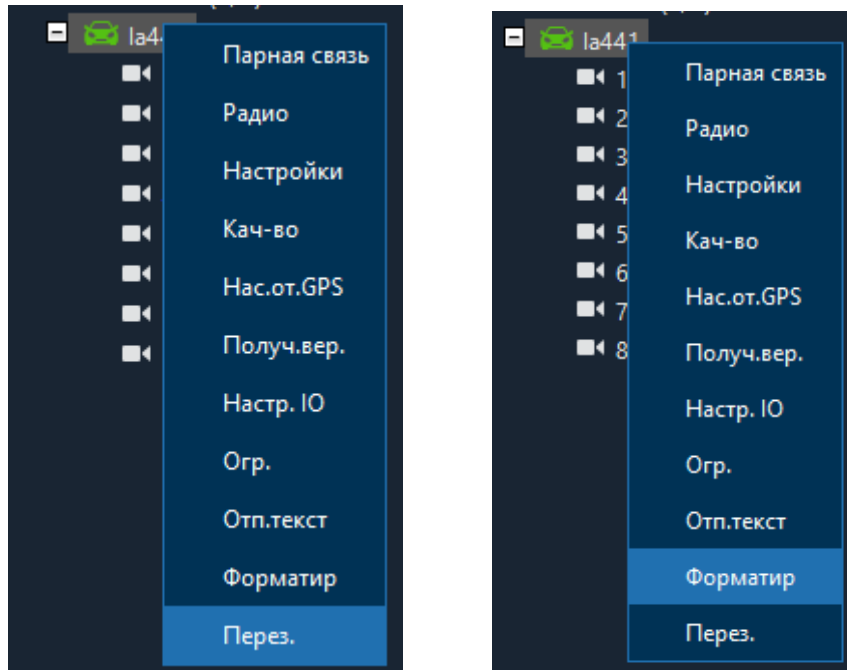 la44
Парная связь
Радио
Настройки
Кач-во
Нас.от.GPS
Получ.вер.
Настр. IO
Огр.
Отп.текст
Форматир
Перез.
la441
1
2
3
4
5
6
7
8
Парная связь
Радио
Настройки
Кач-во
Нас.от.GPS
Получ.вер.
Настр. IO
Огр.
Отп.текст
Форматир
Перез.